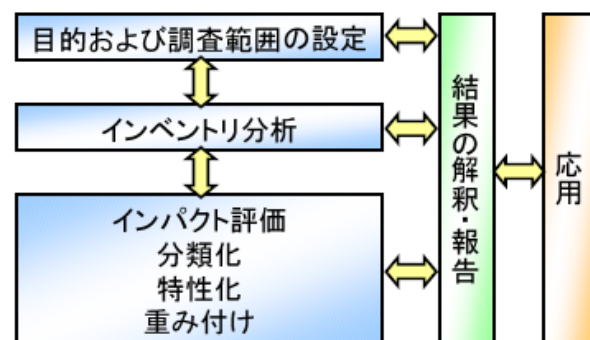 目的および調査範囲の設定
インベントリ分析
インパクト評価
分類化
特性化
重み付け
結果の解釈・報告
応用